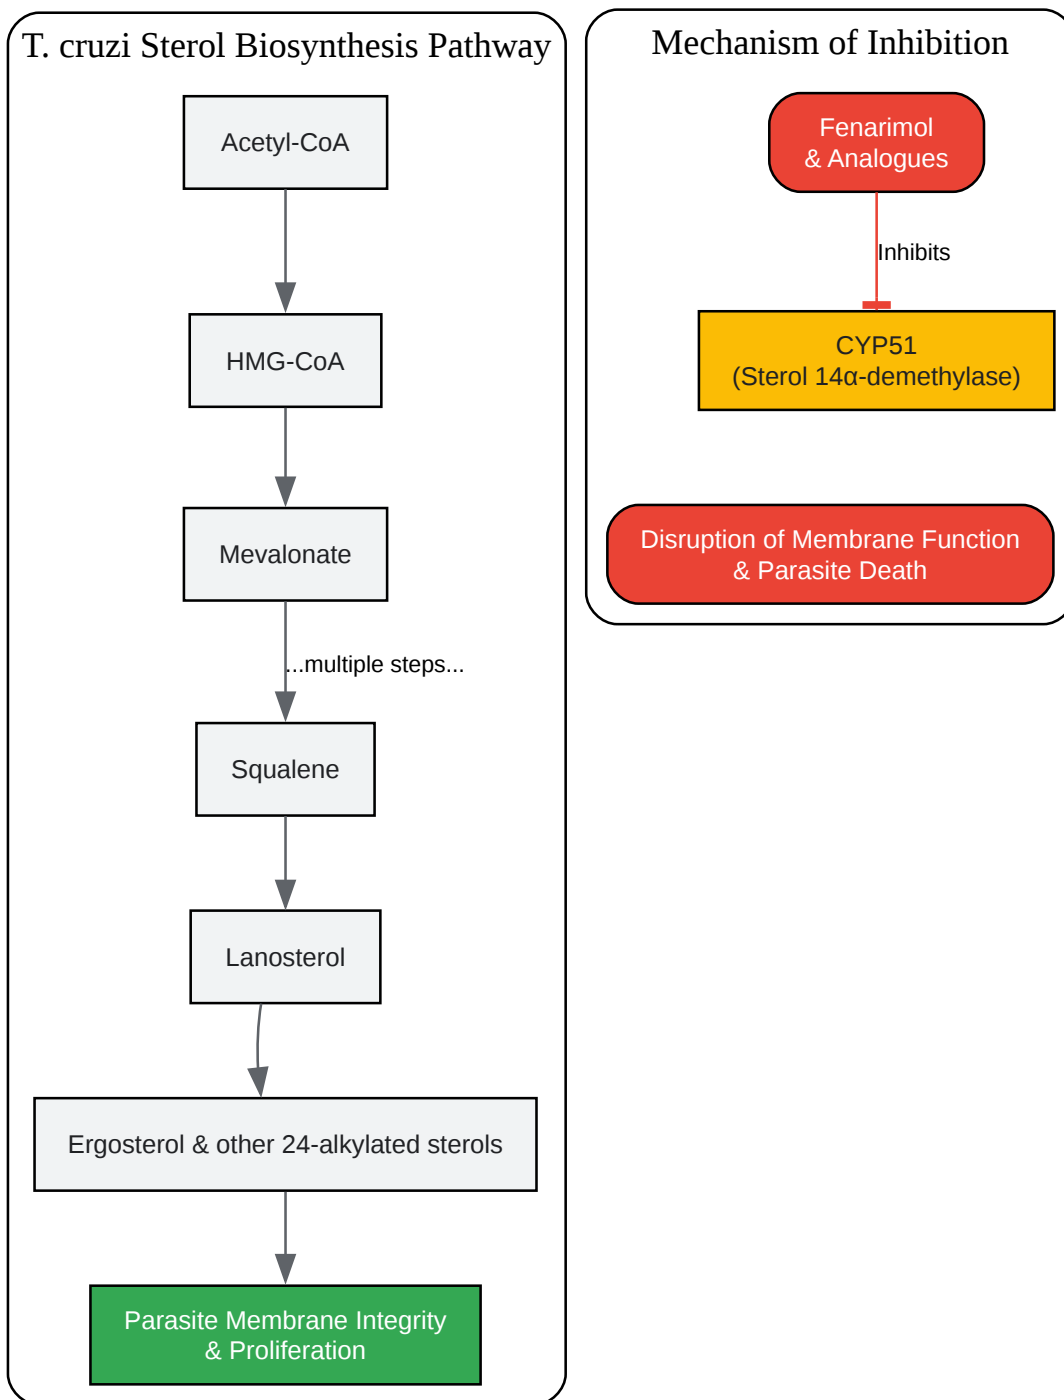 T. cruzi Sterol Biosynthesis Pathway
Acetyl-CoA
HMG-CoA
Mevalonate
...multiple steps...
Squalene
Lanosterol
Ergosterol & other 24-alkylated sterols
Parasite Membrane Integrity
& Proliferation
Mechanism of Inhibition
Fenarimol
& Analogues
Inhibits
CYP51
(Sterol 14α-demethylase)
Disruption of Membrane Function
& Parasite Death